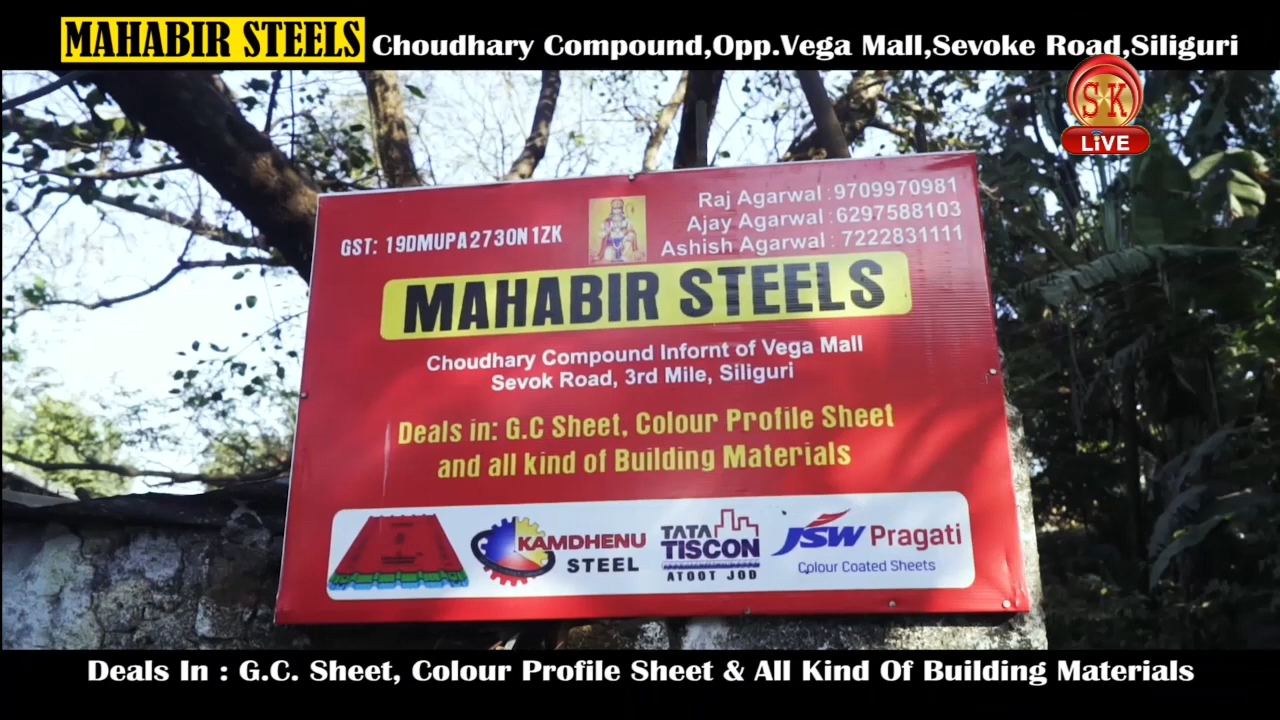 MAHABIR STEELS Choudhary Compound,Opp.Vega Mall,Sevoke Road,Siliguri
SK
LiVE
GST: 19DMUPA2730N1ZK
Raj Agarwal : 9709970981
Ajay Agarwal : 6297588103
Ashish Agarwal : 7222831111
MAHABIR STEELS
Choudhary Compound Infornt of Vega Mall
Sevok Road, 3rd Mile, Siliguri
Deals in: G.C Sheet, Colour Profile Sheet
and all kind of Building Materials
KAMDHENU
STEEL
TATA
TISCON
ATOOT JOD
JSW Pragati
Colour Coated Sheets
Deals In : G.C. Sheet, Colour Profile Sheet & All Kind Of Building Materials